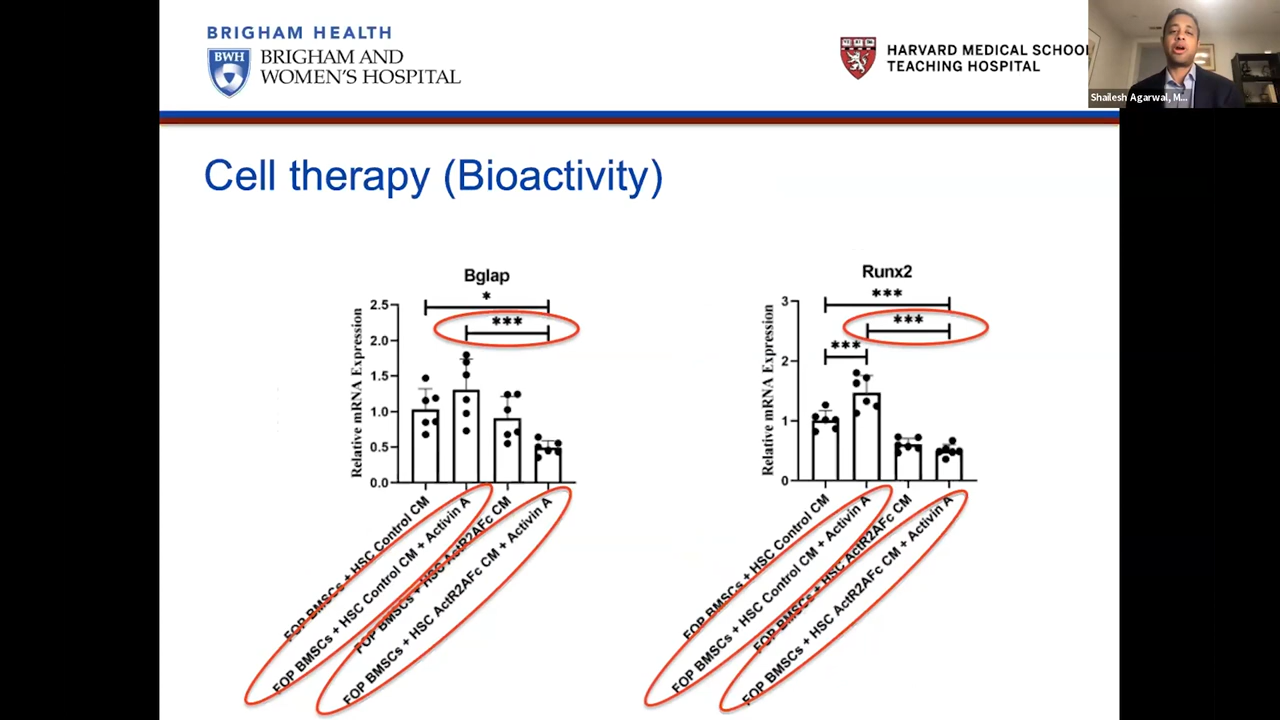 BRIGHAM HEALTH
BWH
BRIGHAM AND
WOMEN'S HOSPITAL
HARVARD MEDICAL SCHOOL
TEACHING HOSPITAL
Shailesh Agarwal, M...
Cell therapy (Bioactivity)
Bglap
*
***
Relative mRNA Expression
2.5
2.0
1.5
1.0
0.5
0.0
FOP BMSCs + HSC Control CM
FOP BMSCs + HSC Control CM + Activin A
FOP BMSCs + HSC ActR2AFc CM
FOP BMSCs + HSC ActR2AFc CM + Activin A
Runx2
***
***
***
Relative mRNA Expression
3
2
1
0
FOP BMSCs + HSC Control CM
FOP BMSCs + HSC Control CM + Activin A
FOP BMSCs + HSC ActR2AFc CM
FOP BMSCs + HSC ActR2AFc CM + Activin A